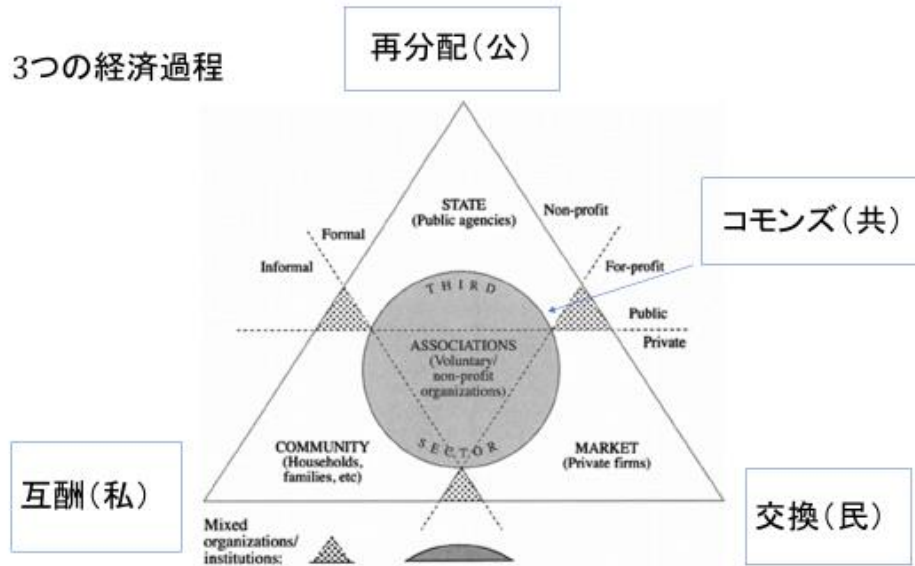 再分配(公)
3つの経済過程
STATE
(Public agencies)
Non-profit
コモンズ(共)
Formal
Informal
For-profit
THIRD
Public
Private
ASSOCIATIONS
(Voluntary/
non-profit
organizations)
SECTOR
COMMUNITY
(Households,
families, etc)
MARKET
(Private firms)
互酬(私)
交換(民)
Mixed
organizations/
institutions: